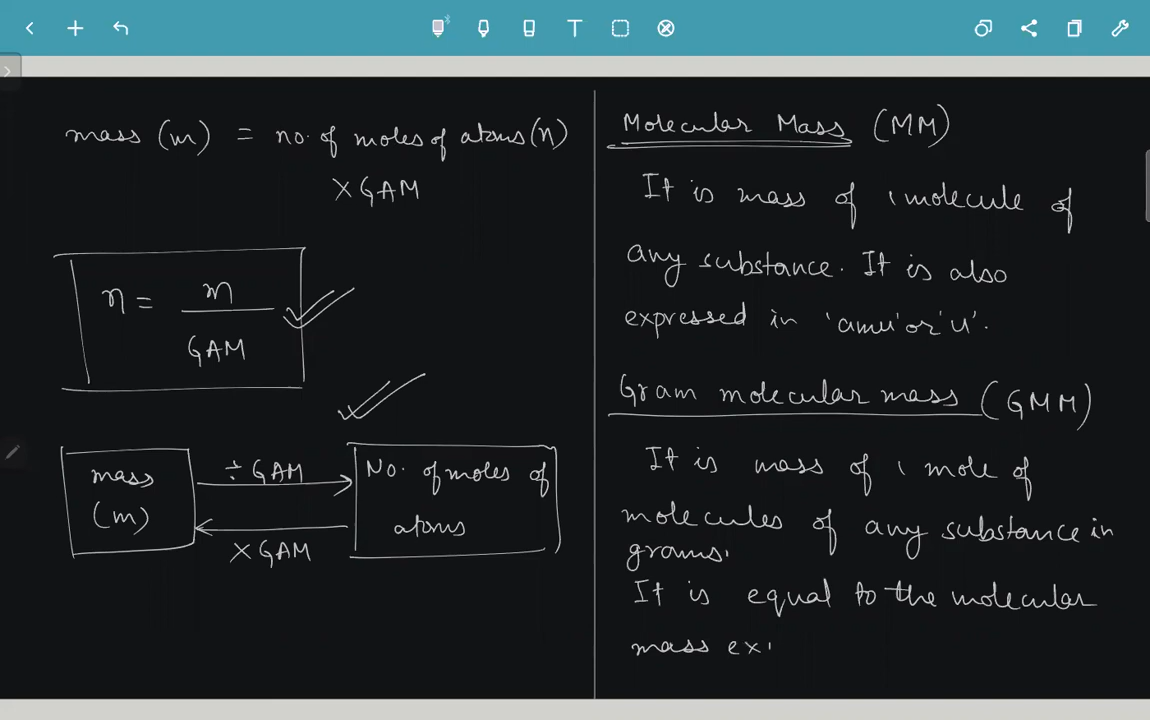 mass (m) = no. of moles of atoms (n)
× GAM
n = m / GAM
mass
(m)
÷ GAM
× GAM
No. of moles of
atoms
Molecular Mass (MM)
It is mass of 1 molecule of
any substance. It is also
expressed in 'amu' or 'u'.
Gram molecular mass (GMM)
It is mass of 1 mole of
molecules of any substance in
grams.
It is equal to the molecular
mass ex